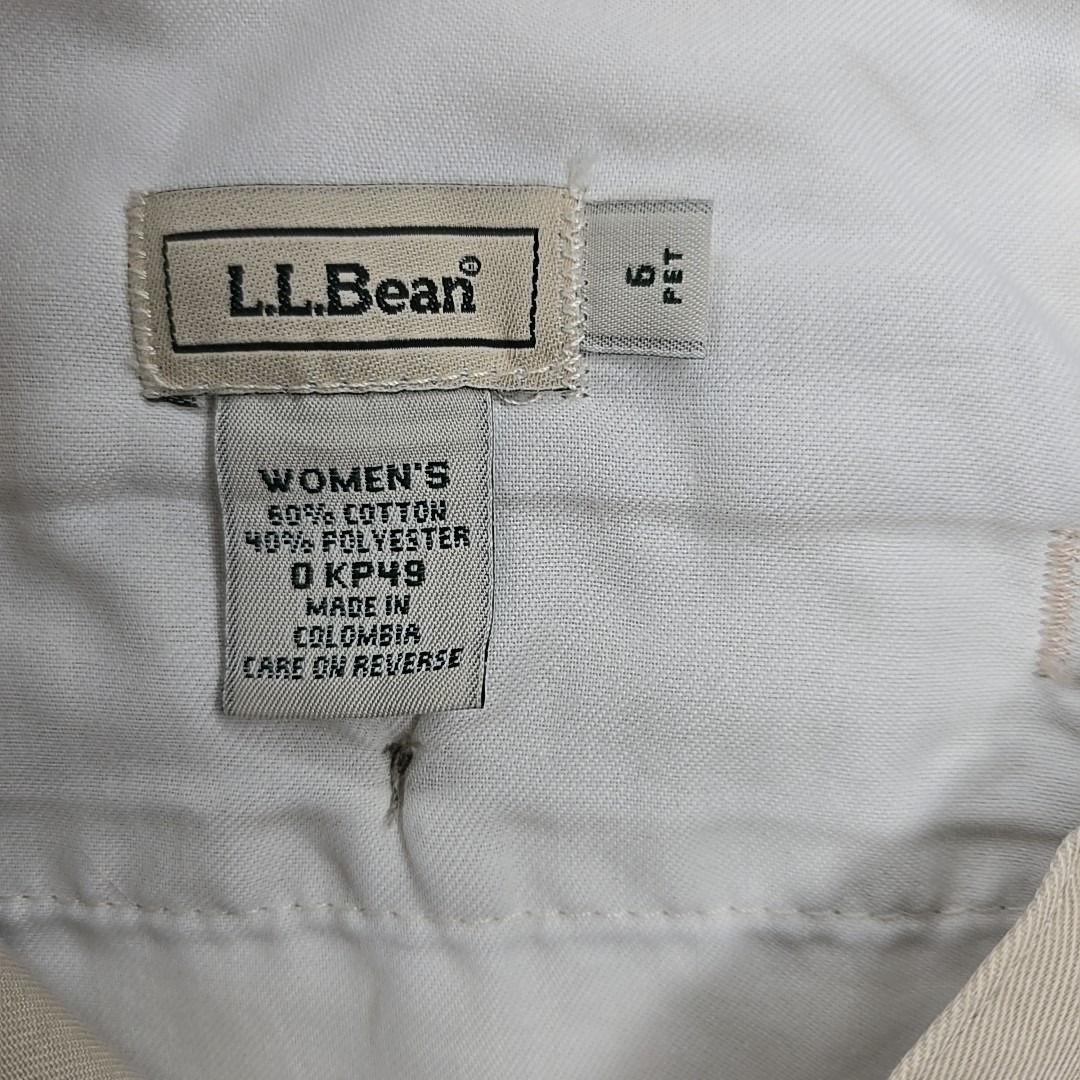 L.L.Bean®
6
PET
WOMEN'S
60% COTTON
40% POLYESTER
0 KP49
MADE IN
COLOMBIA
CARE ON REVERSE